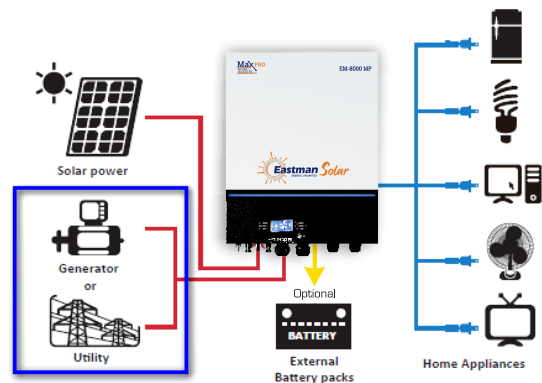 Max PRO
EM-8000 MP
Eastman Solar
Solar power
Generator
or
Utility
Optional
BATTERY
External
Battery packs
Home Appliances